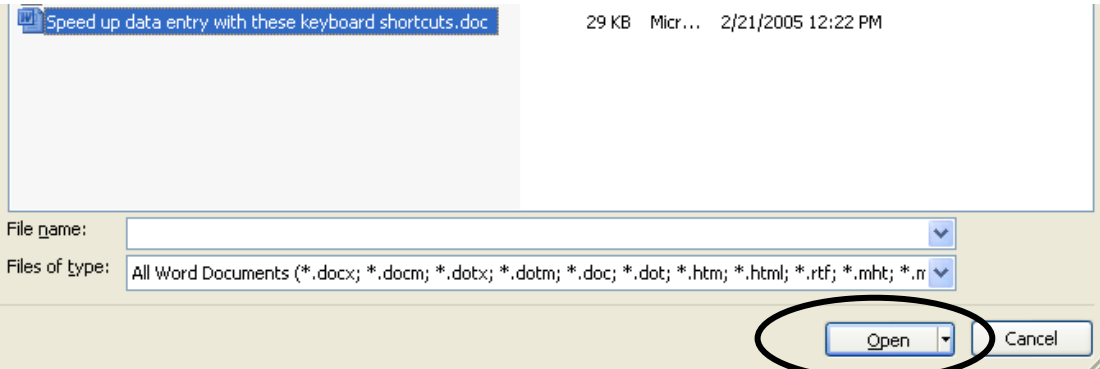 Speed up data entry with these keyboard shortcuts.doc 29 KB Micr... 2/21/2005 12:22 PM
File name:
Files of type: All Word Documents (*.docx; *.docm; *.dotx; *.dotm; *.doc; *.dot; *.htm; *.html; *.rtf; *.mht; *.m
Open Cancel